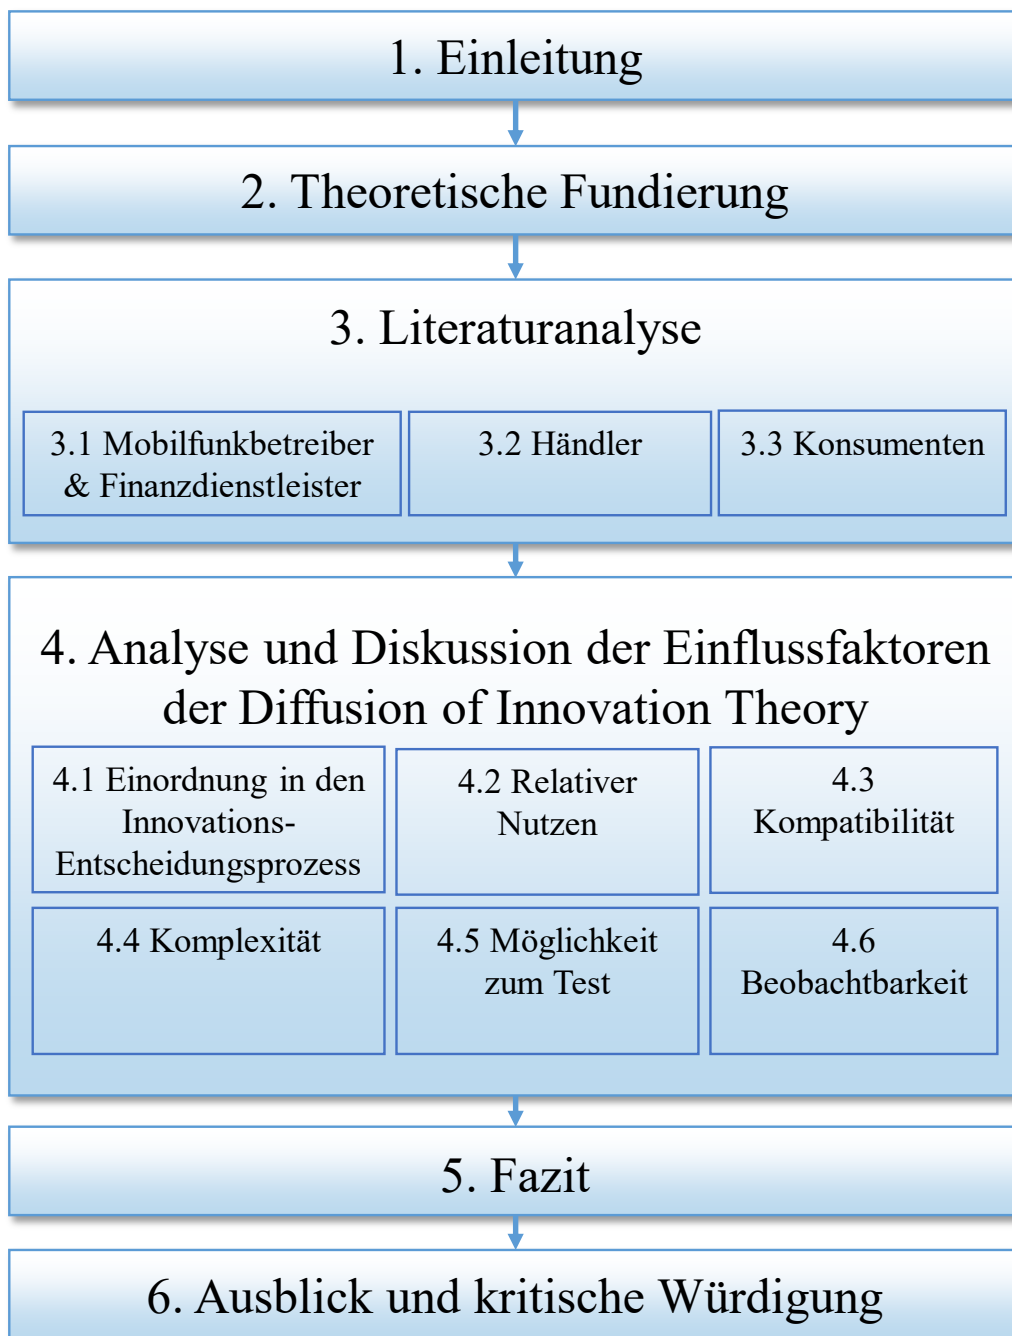 1. Einleitung
2. Theoretische Fundierung
3. Literaturanalyse
3.1 Mobilfunkbetreiber
& Finanzdienstleister
3.2 Händler
3.3 Konsumenten
4. Analyse und Diskussion der Einflussfaktoren
der Diffusion of Innovation Theory
4.1 Einordnung in den
Innovations-
Entscheidungsprozess
4.2 Relativer
Nutzen
4.3
Kompatibilität
4.4 Komplexität
4.5 Möglichkeit
zum Test
4.6
Beobachtbarkeit
5. Fazit
6. Ausblick und kritische Würdigung